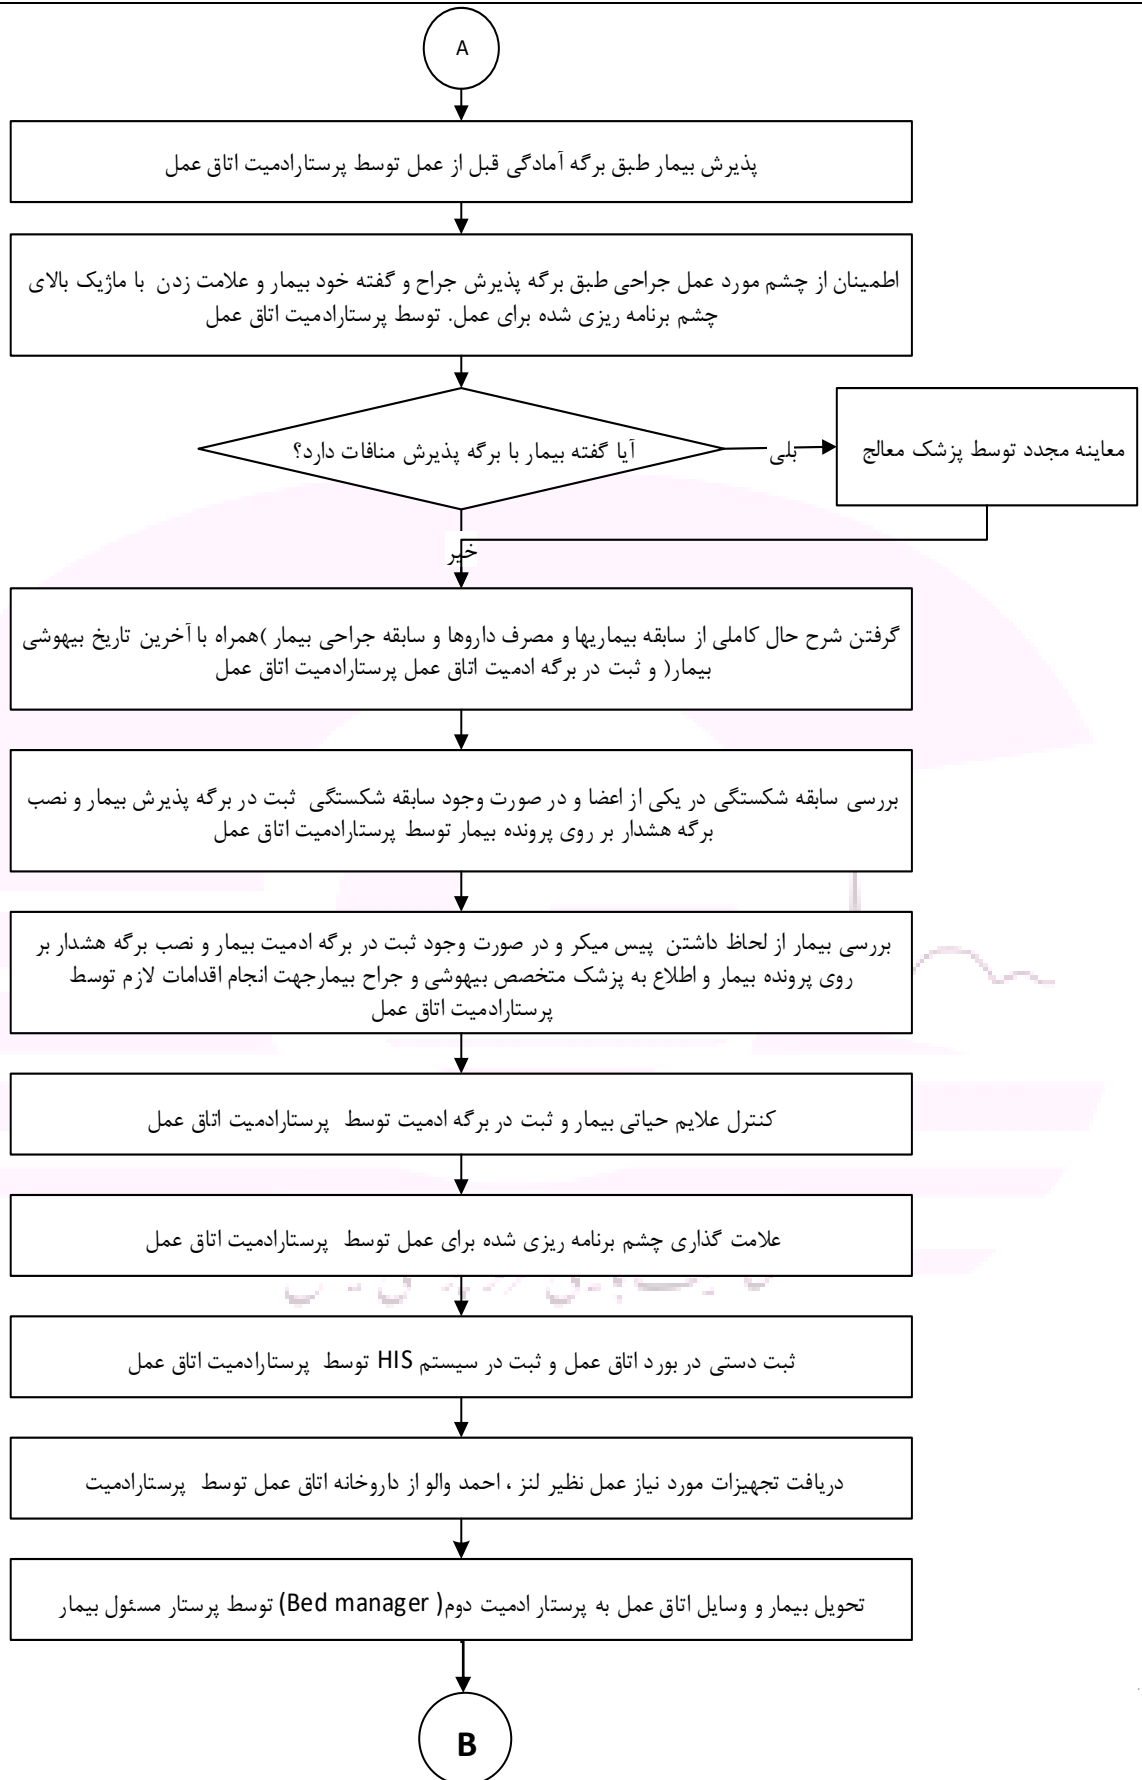 A
پذیرش بیمار طبق برگه آمادگی قبل از عمل توسط پرستارادمیت اتاق عمل
اطمینان از چشم مورد عمل جراحی طبق برگه پذیرش جراح و گفته خود بیمار و علامت زدن با ماژیک بالای
چشم برنامه ریزی شده برای عمل. توسط پرستارادمیت اتاق عمل
آیا گفته بیمار با برگه پذیرش منافات دارد؟
بلی
معاینه مجدد توسط پزشک معالج
خیر
گرفتن شرح حال کاملی از سابقه بیماریها و مصرف داروها و سابقه جراحی بیمار )همراه با آخرین تاریخ بیهوشی
بیمار( و ثبت در برگه ادمیت اتاق عمل پرستارادمیت اتاق عمل
بررسی سابقه شکستگی در یکی از اعضا و در صورت وجود سابقه شکستگی ثبت در برگه پذیرش بیمار و نصب
برگه هشدار بر روی پرونده بیمار توسط پرستارادمیت اتاق عمل
بررسی بیمار از لحاظ داشتن پیس میکر و در صورت وجود ثبت در برگه ادمیت بیمار و نصب برگه هشدار بر
روی پرونده بیمار و اطلاع به پزشک متخصص بیهوشی و جراح بیمارجهت انجام اقدامات لازم توسط
پرستارادمیت اتاق عمل
کنترل علایم حیاتی بیمار و ثبت در برگه ادمیت توسط پرستارادمیت اتاق عمل
علامت گذاری چشم برنامه ریزی شده برای عمل توسط پرستارادمیت اتاق عمل
ثبت دستی در بورد اتاق عمل و ثبت در سیستم HIS توسط پرستارادمیت اتاق عمل
دریافت تجهیزات مورد نیاز عمل نظیر لنز ، احمد والو از داروخانه اتاق عمل توسط پرستارادمیت
تحویل بیمار و وسایل اتاق عمل به پرستار ادمیت دوم( Bed manager) توسط پرستار مسئول بیمار
B